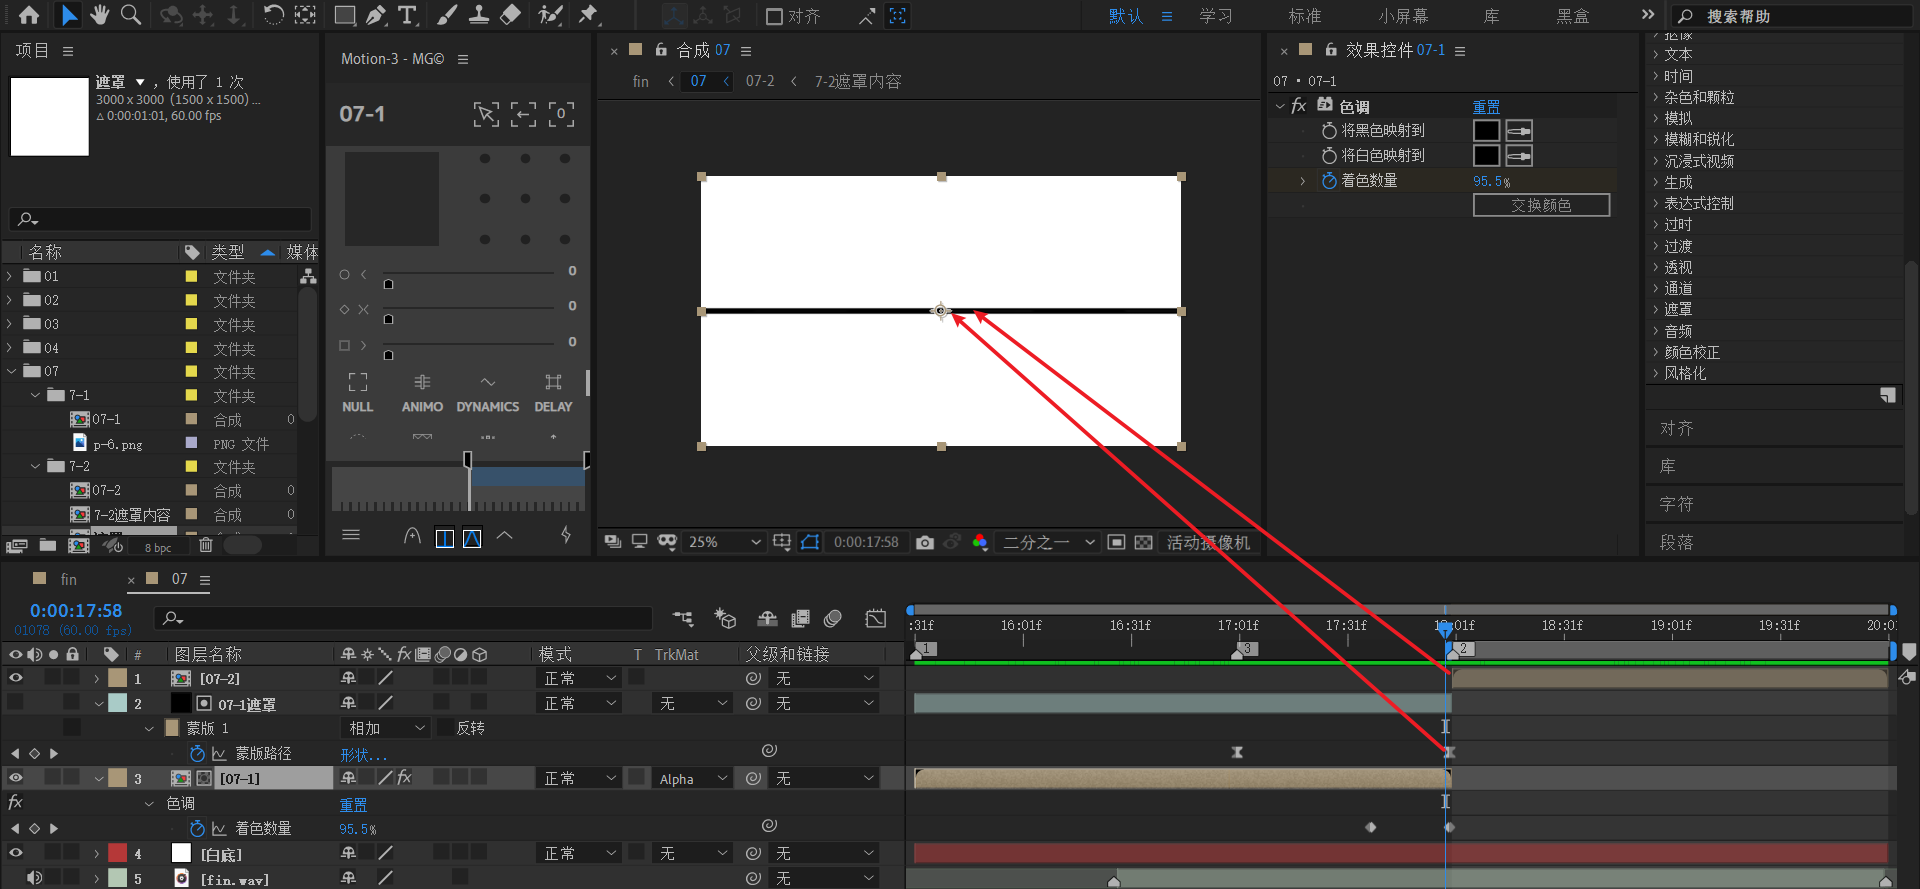 对齐
默认
学习
标准
小屏幕
库
黑盒
搜索帮助
项目
遮罩 ▼ ，使用了 1 次
3000 x 3000 (1500 x 1500) ...
△ 0:00:01:01, 60.00 fps
名称 类型 媒体
01 文件夹
02 文件夹
03 文件夹
04 文件夹
07 文件夹
7-1 文件夹
07-1 合成 0
p-6.png PNG 文件
7-2 文件夹
07-2 合成 0
7-2遮罩内容 合成 0
8 bpc
Motion-3 - MG©
07-1
0
0
0
0
NULL ANIMO DYNAMICS DELAY
合成 07
fin 07 07-2 7-2遮罩内容
25% 0:00:17:58 二分之一 活动摄像机
效果控件 07-1
07 • 07-1
fx 色调 重置
将黑色映射到
将白色映射到
着色数量 95.5%
交换颜色
抠像
文本
时间
杂色和颗粒
模拟
模糊和锐化
沉浸式视频
生成
表达式控制
过时
过渡
透视
通道
遮罩
音频
颜色校正
风格化
对齐
库
字符
段落
fin 07
0:00:17:58
01078 (60.00 fps)
:31f 16:01f 16:31f 17:01f 17:31f 18:01f 18:31f 19:01f 19:31f 20:01
1 3 2
# 图层名称 fx 模式 T TrkMat 父级和链接
1 [07-2] 正常 无
2 07-1遮罩 正常 无 无
蒙版 1 相加 反转
蒙版路径 形状...
3 [07-1] fx 正常 Alpha 无
fx 色调 重置
着色数量 95.5%
4 [白底] 正常 无 无
5 [fin.wav] 无